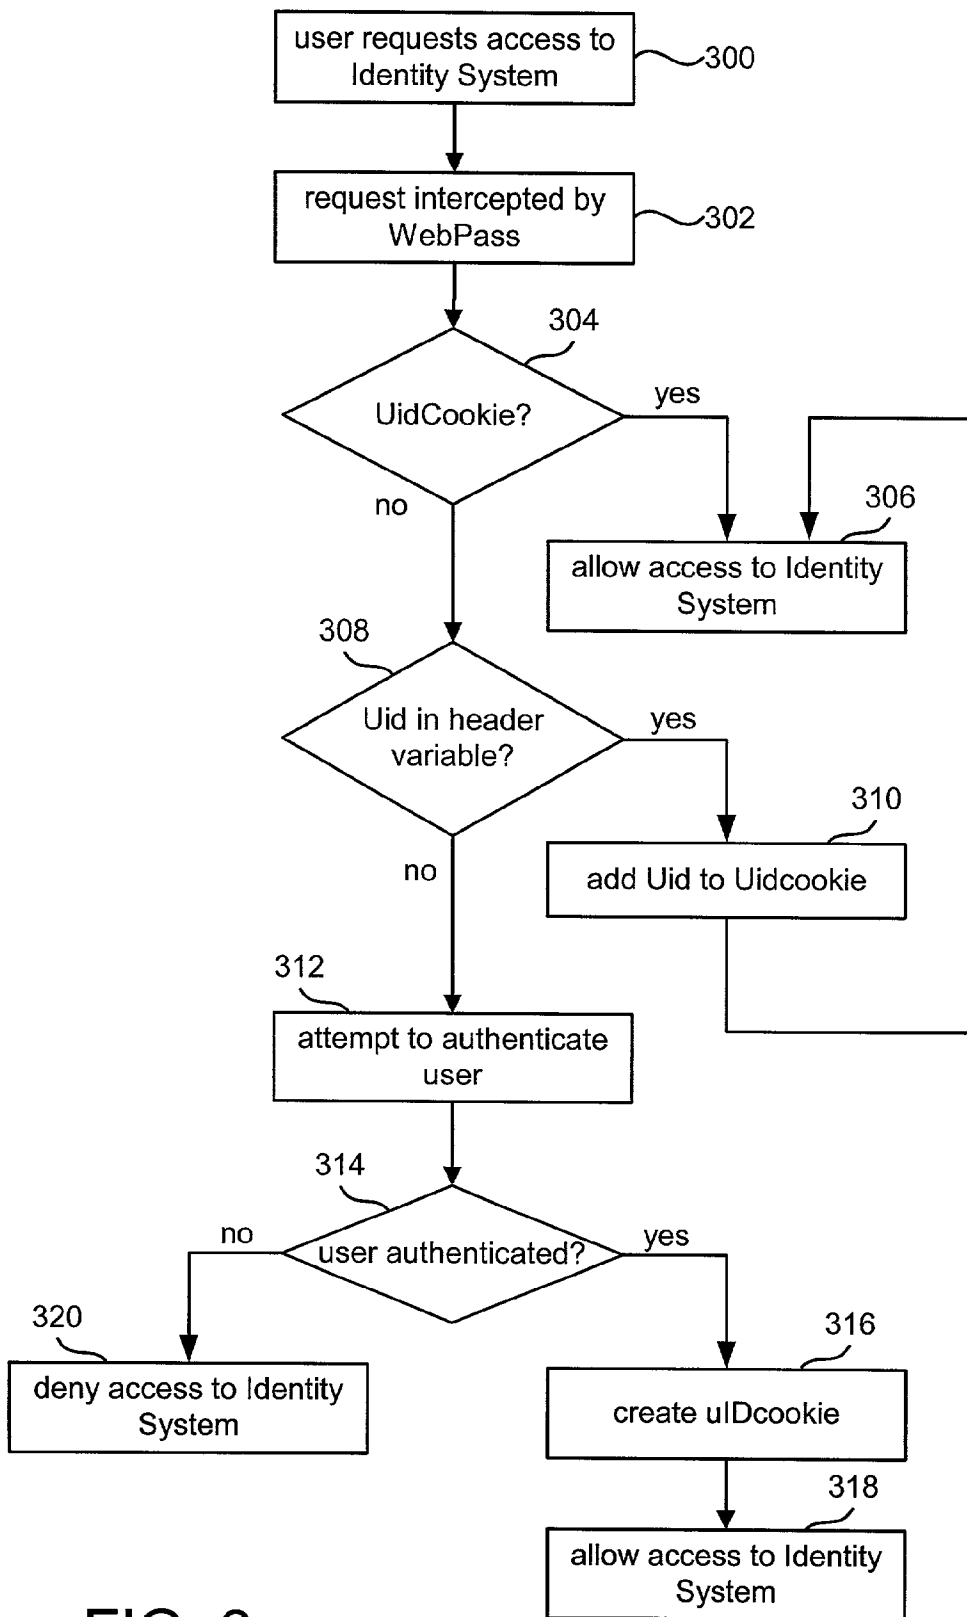 user requests access to
Identity System
300
request intercepted by
WebPass
302
304
UidCookie?
yes
no
306
allow access to Identity
System
308
Uid in header
variable?
yes
no
310
add Uid to Uidcookie
312
attempt to authenticate
user
314
user authenticated?
no
yes
320
deny access to Identity
System
316
create uIDcookie
318
allow access to Identity
System
FIG.